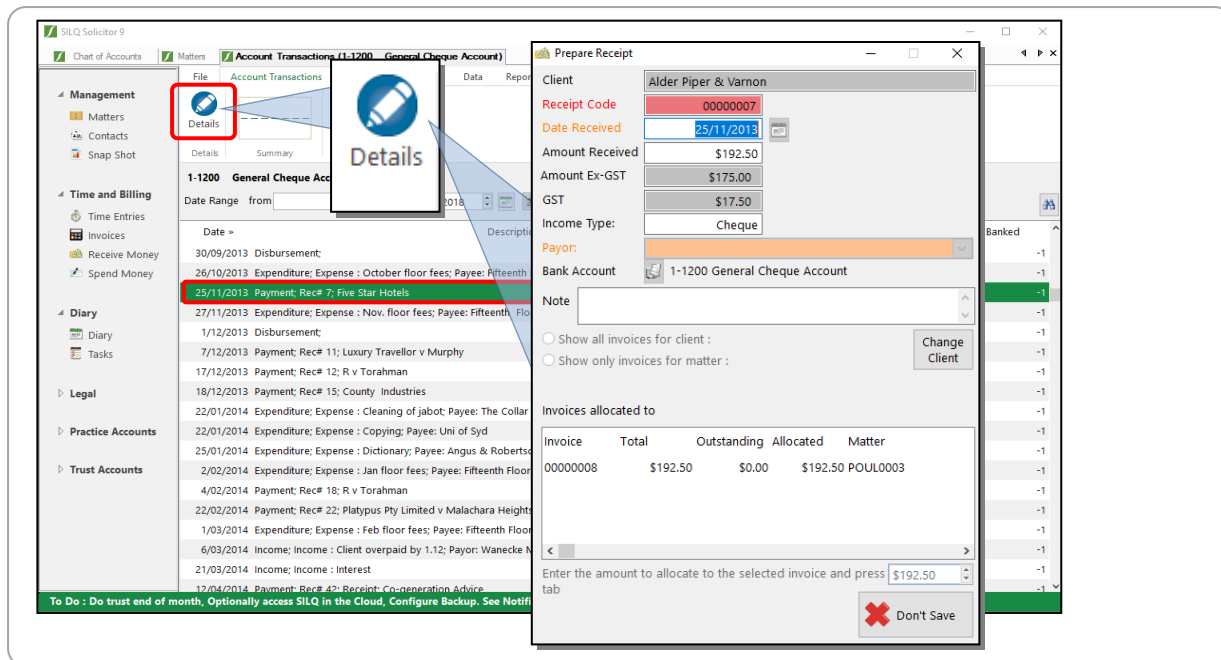 SILQ Solicitor 9
Chart of Accounts Matters Account Transactions (1-1200 General Cheque Account)
File Account Transactions Data Repor
Management
Matters
Contacts
Snap Shot
Time and Billing
Time Entries
Invoices
Receive Money
Spend Money
Diary
Diary
Tasks
Legal
Practice Accounts
Trust Accounts
Details
Details Summary
Details
1-1200 General Cheque Acc
Date Range from 2018
Date » Descriptio Banked
30/09/2013 Disbursement; -1
26/10/2013 Expenditure; Expense : October floor fees; Payee: Fifteenth -1
25/11/2013 Payment; Rec# 7; Five Star Hotels -1
27/11/2013 Expenditure; Expense : Nov. floor fees; Payee: Fifteenth Flo -1
1/12/2013 Disbursement; -1
7/12/2013 Payment; Rec# 11; Luxury Travellor v Murphy -1
17/12/2013 Payment; Rec# 12; R v Torahman -1
18/12/2013 Payment; Rec# 15; County Industries -1
22/01/2014 Expenditure; Expense : Cleaning of jabot; Payee: The Collar -1
22/01/2014 Expenditure; Expense : Copying; Payee: Uni of Syd -1
25/01/2014 Expenditure; Expense : Dictionary; Payee: Angus & Robertso -1
2/02/2014 Expenditure; Expense : Jan floor fees; Payee: Fifteenth Floor -1
4/02/2014 Payment; Rec# 18; R v Torahman -1
22/02/2014 Payment; Rec# 22; Platypus Pty Limited v Malachara Heights -1
1/03/2014 Expenditure; Expense : Feb floor fees; Payee: Fifteenth Floor -1
6/03/2014 Income; Income : Client overpaid by 1.12; Payor: Wanecke N -1
21/03/2014 Income; Income : Interest -1
12/04/2014 Payment; Rec# 42; Receipt; Co-generation Advice -1
To Do : Do trust end of month, Optionally access SILQ in the Cloud, Configure Backup. See Notifi
Prepare Receipt
Client Alder Piper & Varnon
Receipt Code 00000007
Date Received 25/11/2013
Amount Received $192.50
Amount Ex-GST $175.00
GST $17.50
Income Type: Cheque
Payor:
Bank Account 1-1200 General Cheque Account
Note
Show all invoices for client :
Show only invoices for matter :
Change
Client
Invoices allocated to
Invoice Total Outstanding Allocated Matter
00000008 $192.50 $0.00 $192.50 POUL0003
Enter the amount to allocate to the selected invoice and press $192.50
tab
Don't Save